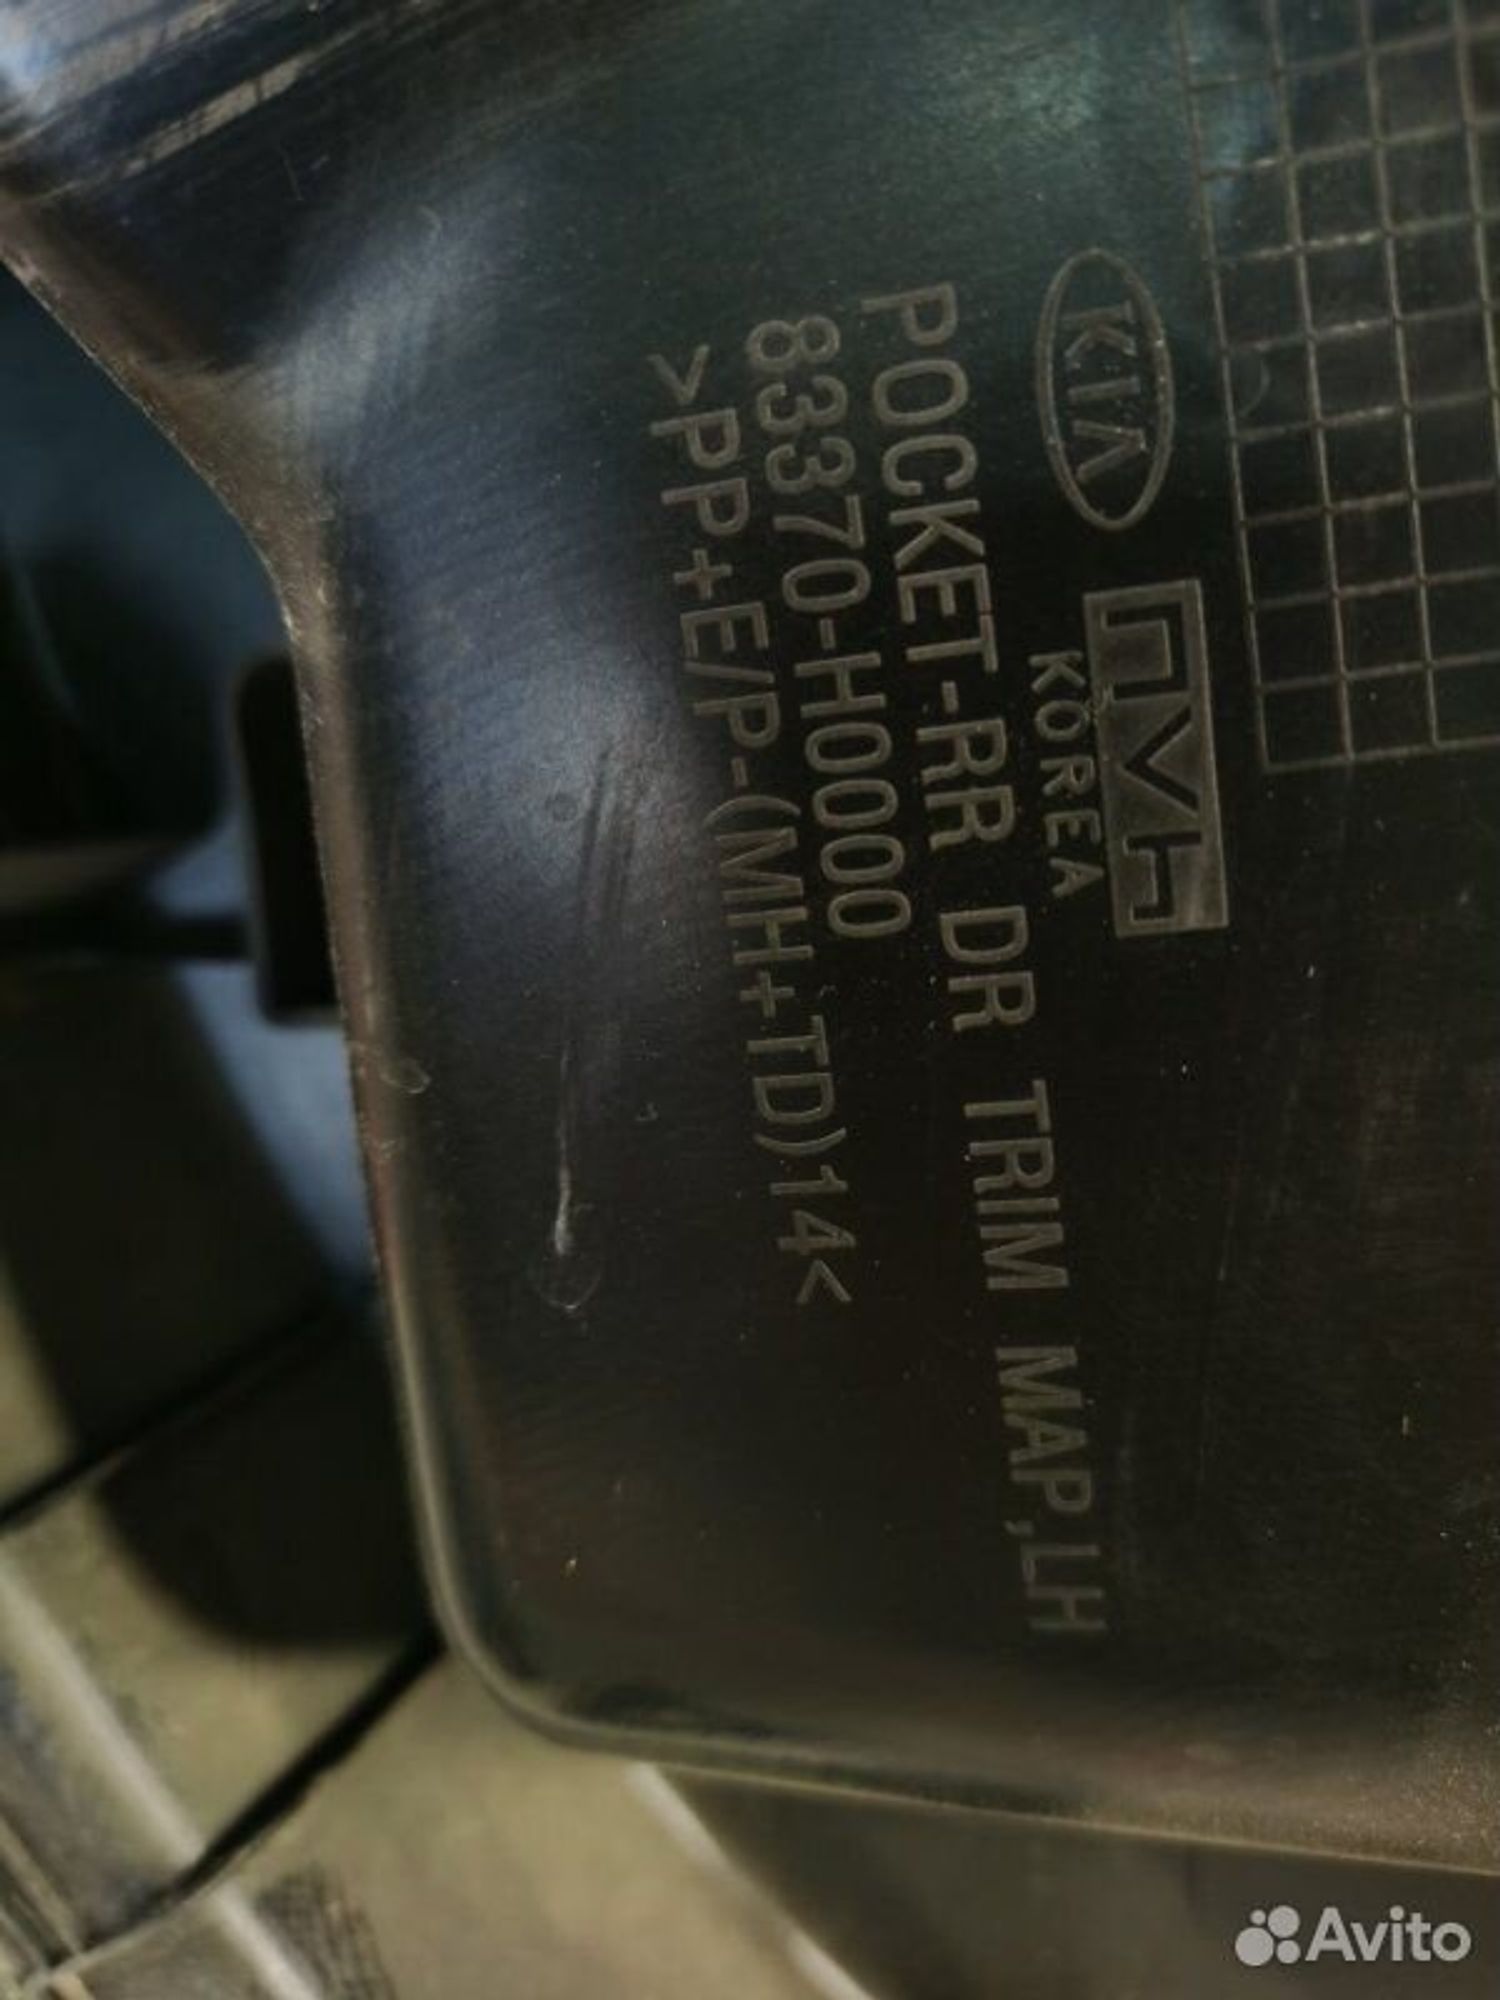 KIA
KOREA
POCKET-RR DR TRIM MAP,LH
83370-H0000
>PP+E/P-(MH+TD)14<
Avito